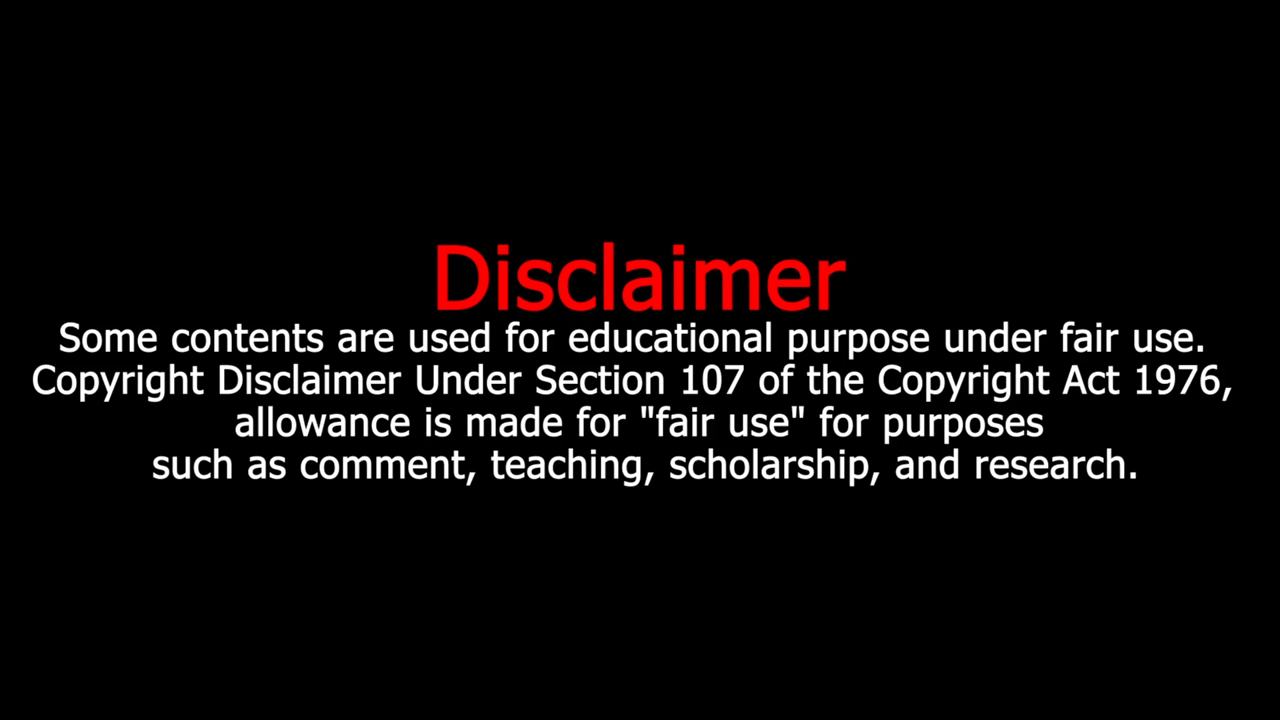 Disclaimer
Some contents are used for educational purpose under fair use.
Copyright Disclaimer Under Section 107 of the Copyright Act 1976,
allowance is made for "fair use" for purposes
such as comment, teaching, scholarship, and research.